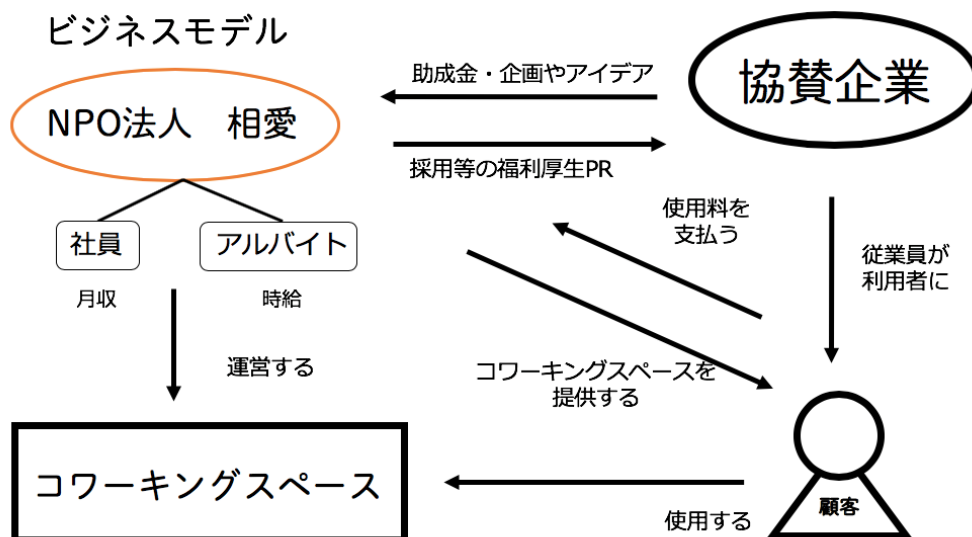 ビジネスモデル
協賛企業
助成金・企画やアイデア
NPO法人　相愛
採用等の福利厚生PR
社員
アルバイト
月収
時給
使用料を
支払う
従業員が
利用者に
運営する
コワーキングスペースを
提供する
コワーキングスペース
顧客
使用する